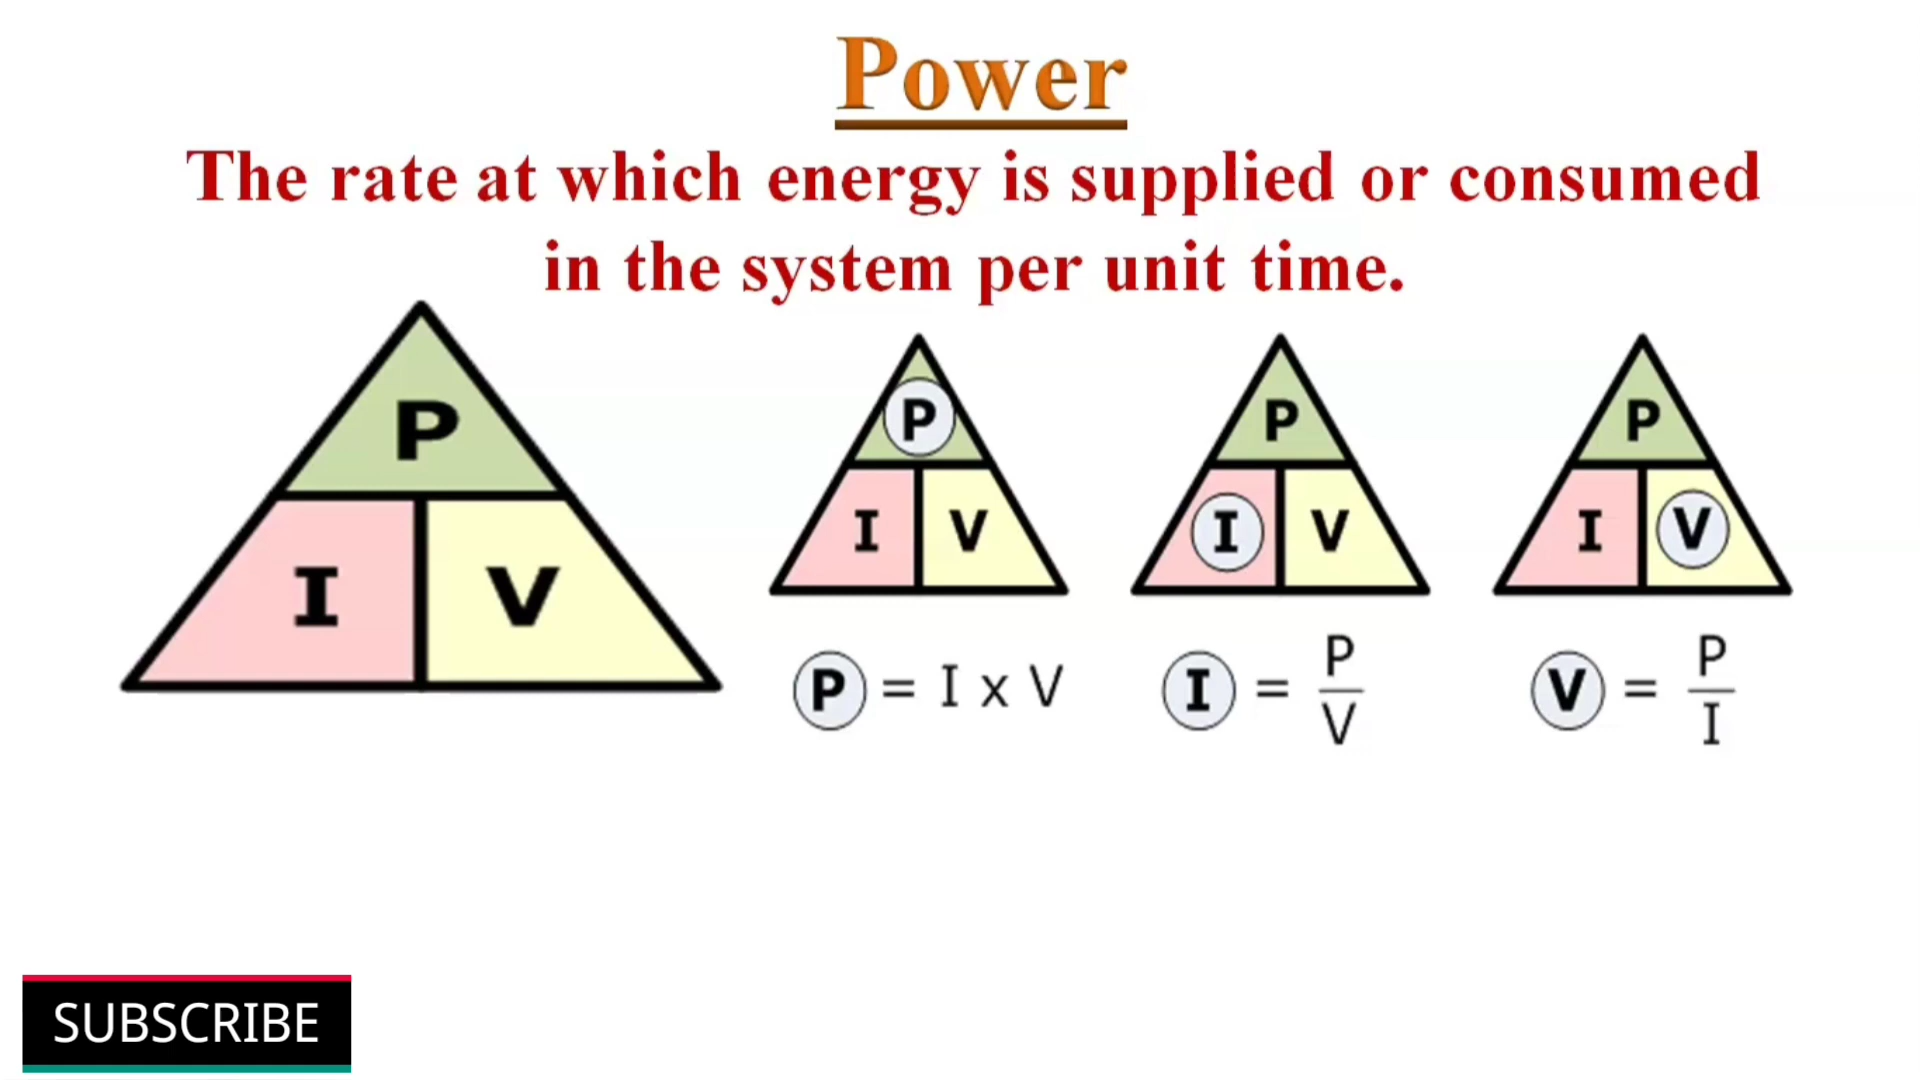 Power
The rate at which energy is supplied or consumed
in the system per unit time.
P
I V
P
I V
P
I V
P
I V
P = I x V
I = P / V
V = P / I
SUBSCRIBE